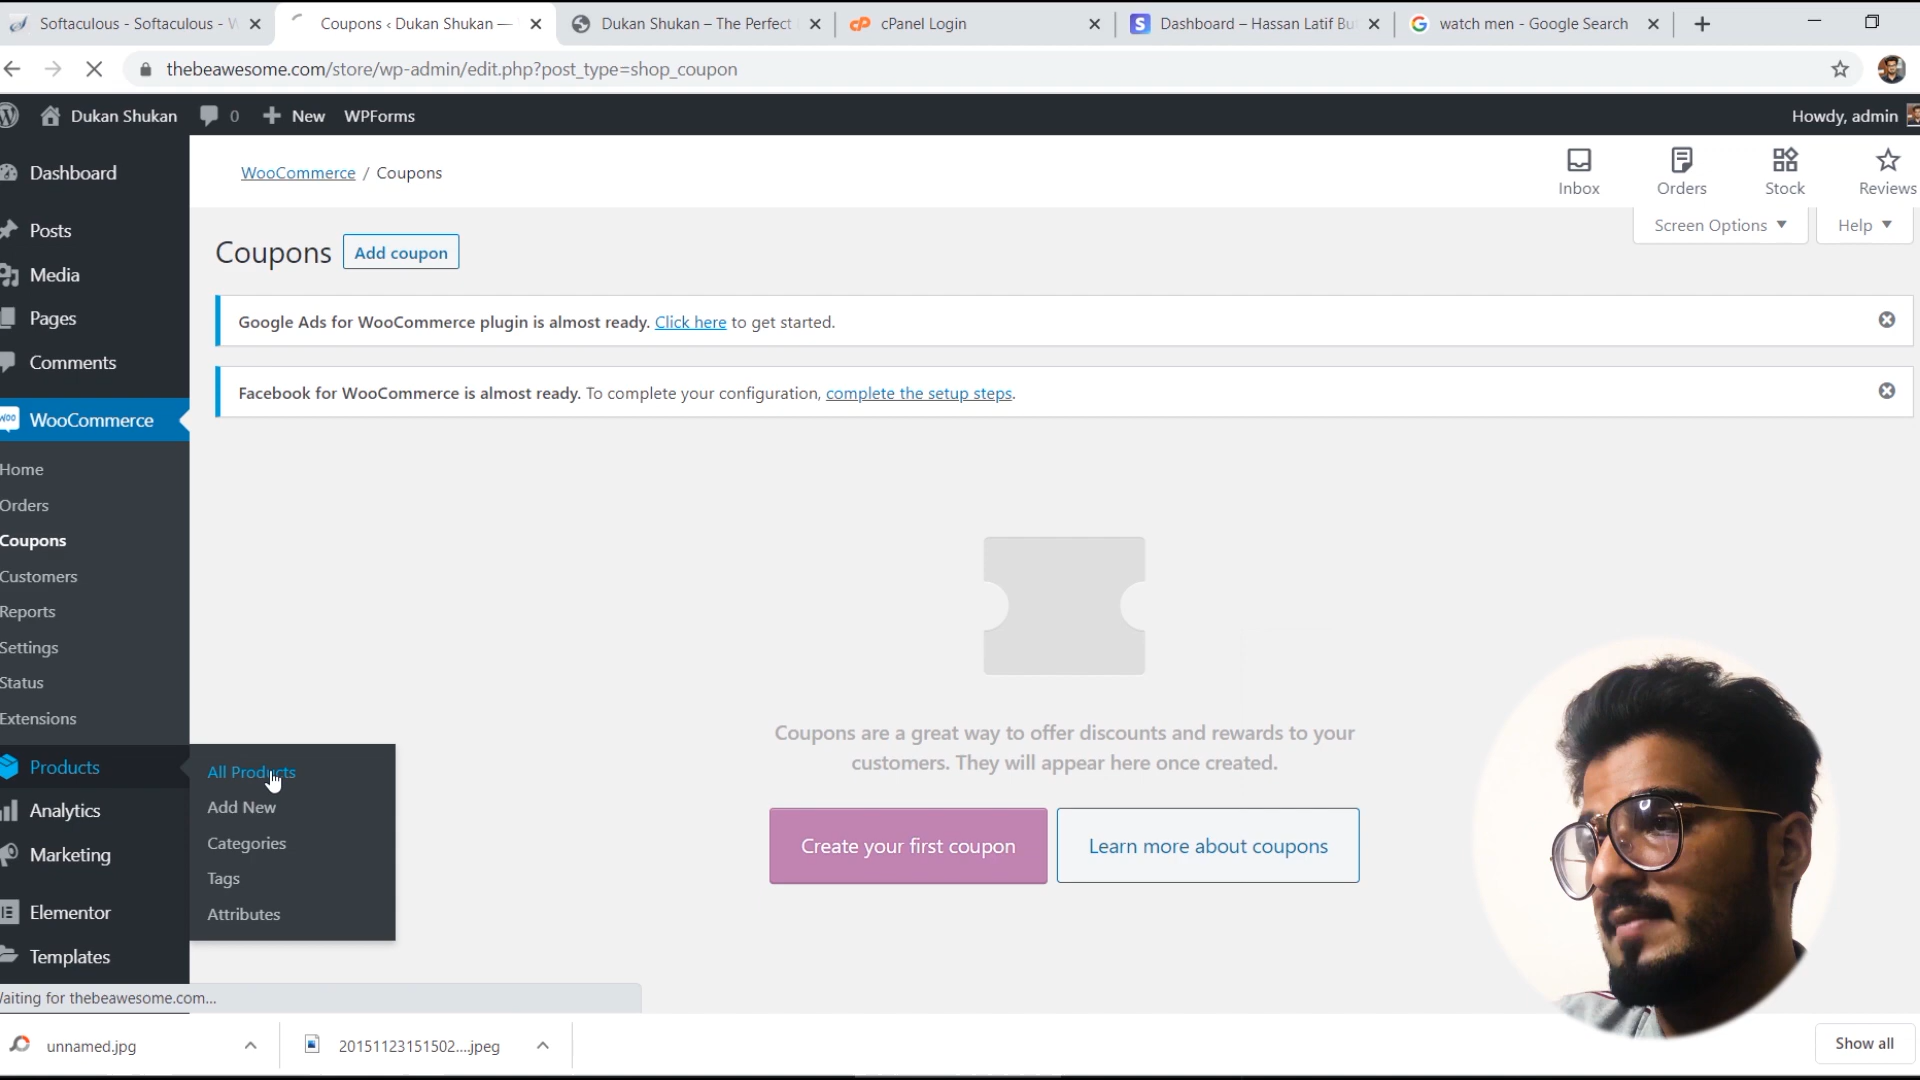 Softaculous - Softaculous - W
Coupons ‹ Dukan Shukan —
Dukan Shukan – The Perfect
cPanel Login
Dashboard – Hassan Latif But
watch men - Google Search
thebeawesome.com/store/wp-admin/edit.php?post_type=shop_coupon
Dukan Shukan
0
New
WPForms
Howdy, admin
Dashboard
Posts
Media
Pages
Comments
WooCommerce
Home
Orders
Coupons
Customers
Reports
Settings
Status
Extensions
Products
Analytics
Marketing
Elementor
Templates
All Products
Add New
Categories
Tags
Attributes
WooCommerce / Coupons
Inbox
Orders
Stock
Reviews
Screen Options
Help
Coupons
Add coupon
Google Ads for WooCommerce plugin is almost ready. Click here to get started.
Facebook for WooCommerce is almost ready. To complete your configuration, complete the setup steps.
Coupons are a great way to offer discounts and rewards to your
customers. They will appear here once created.
Create your first coupon
Learn more about coupons
aiting for thebeawesome.com...
unnamed.jpg
20151123151502....jpeg
Show all